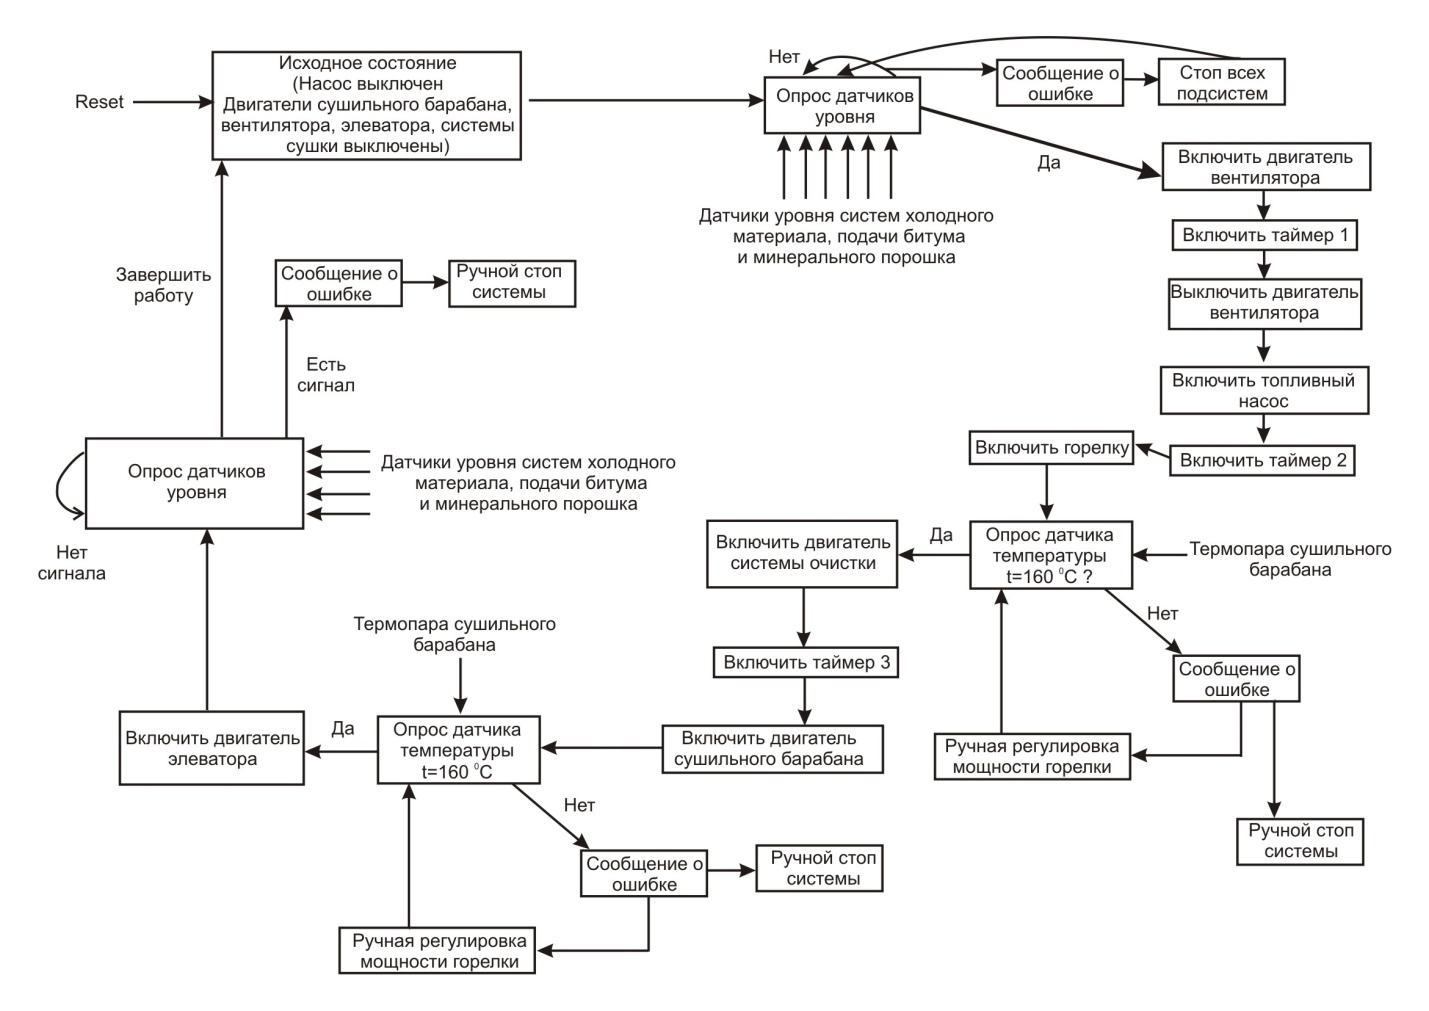 Reset
Исходное состояние
(Насос выключен
Двигатели сушильного барабана,
вентилятора, элеватора, системы
сушки выключены)
Нет
Опрос датчиков
уровня
Сообщение о
ошибке
Стоп всех
подсистем
Да
Датчики уровня систем холодного
материала, подачи битума
и минерального порошка
Включить двигатель
вентилятора
Включить таймер 1
Выключить двигатель
вентилятора
Включить топливный
насос
Включить таймер 2
Включить горелку
Опрос датчика
температуры
t=160 ⁰C ?
Термопара сушильного
барабана
Нет
Сообщение о
ошибке
Ручная регулировка
мощности горелки
Ручной стоп
системы
Да
Включить двигатель
системы очистки
Включить таймер 3
Включить двигатель
сушильного барабана
Термопара сушильного
барабана
Опрос датчика
температуры
t=160 ⁰C
Нет
Сообщение о
ошибке
Ручной стоп
системы
Ручная регулировка
мощности горелки
Да
Включить двигатель
элеватора
Опрос датчиков
уровня
Нет
сигнала
Датчики уровня систем холодного
материала, подачи битума
и минерального порошка
Есть
сигнал
Сообщение о
ошибке
Ручной стоп
системы
Завершить
работу